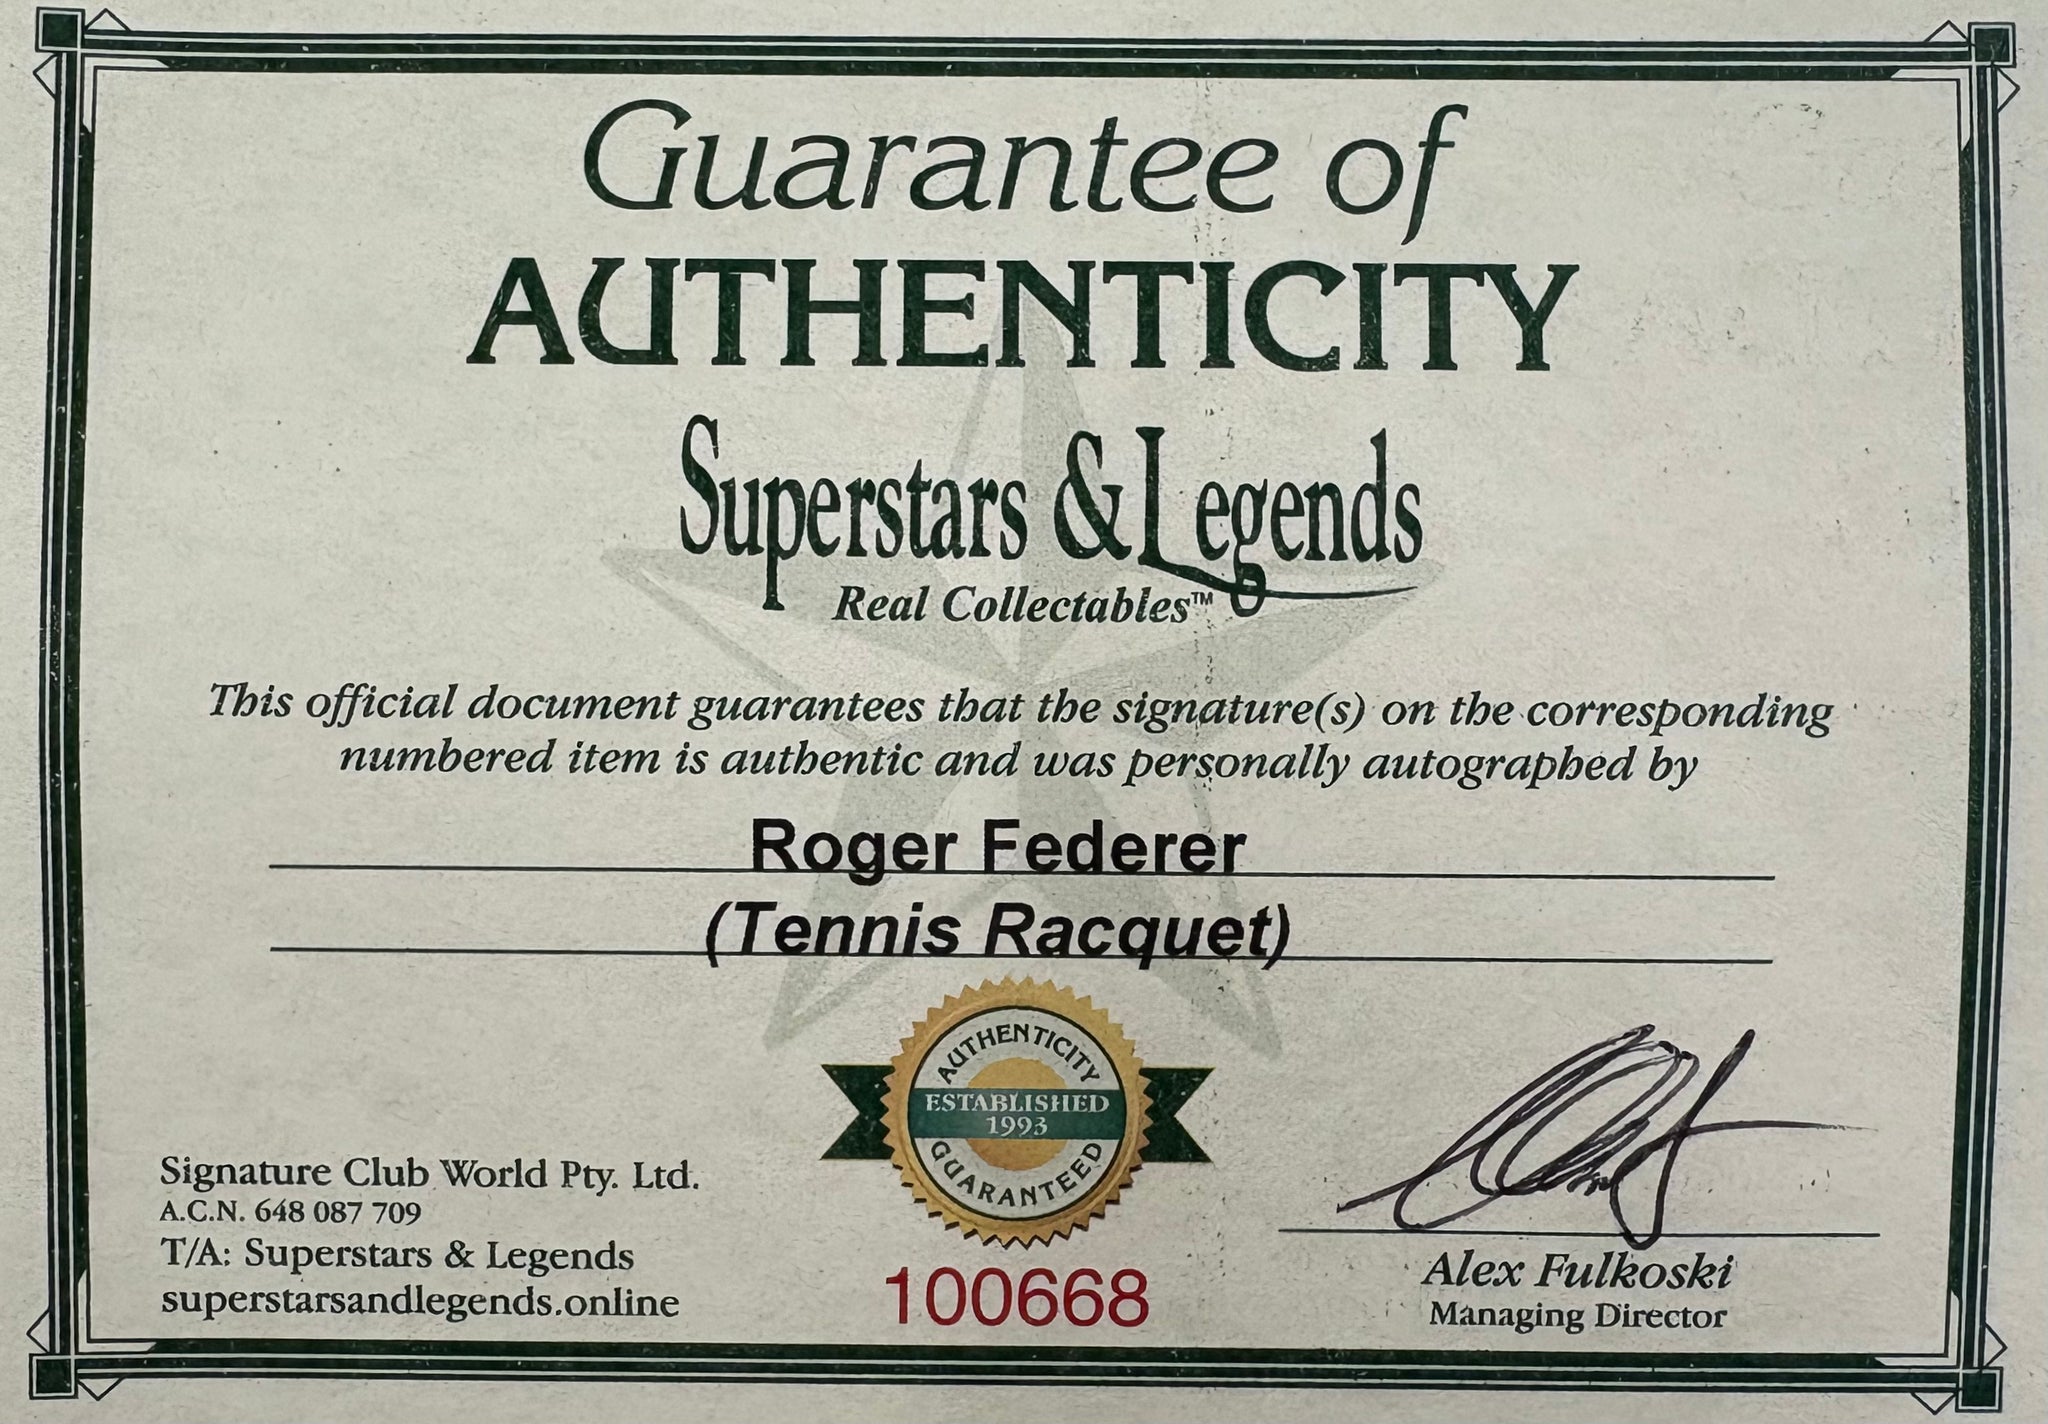 Guarantee of
AUTHENTICITY
Superstars & Legends
Real Collectables™
This official document guarantees that the signature(s) on the corresponding
numbered item is authentic and was personally autographed by
Roger Federer
(Tennis Racquet)
AUTHENTICITY
ESTABLISHED
1993
GUARANTEED
100668
Signature Club World Pty. Ltd.
A.C.N. 648 087 709
T/A: Superstars & Legends
superstarsandlegends.online
Alex Fulkoski
Managing Director